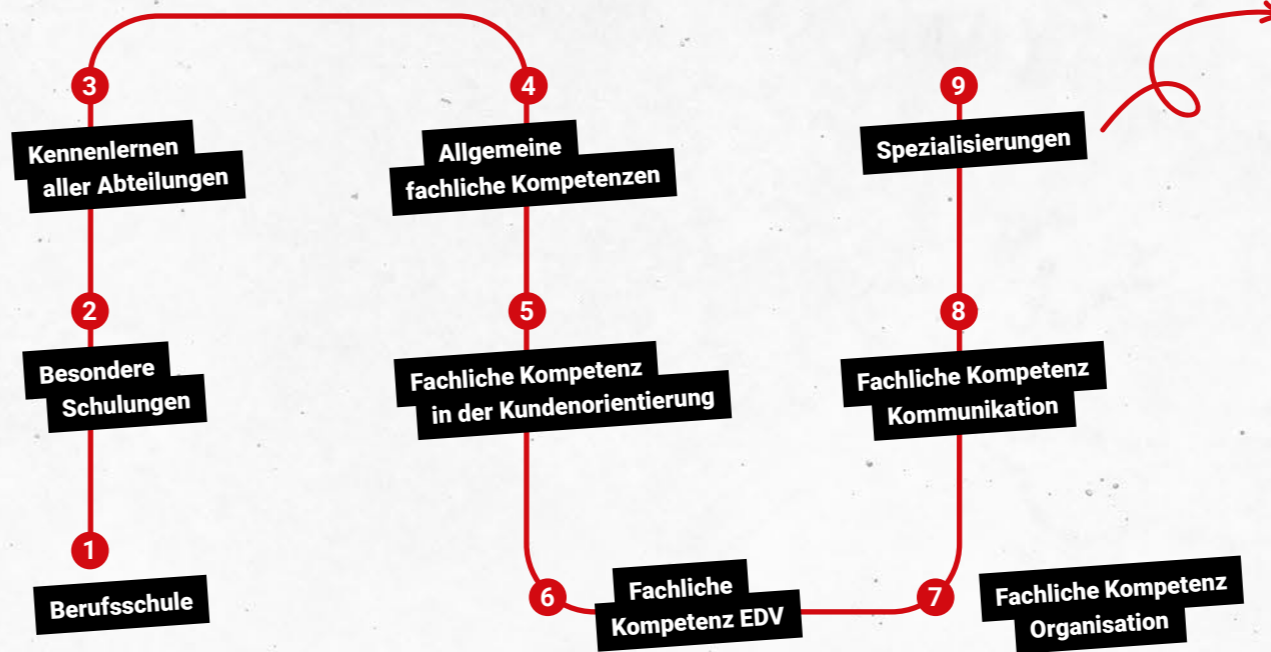 1
Berufsschule
2
Besondere
Schulungen
3
Kennenlernen
aller Abteilungen
4
Allgemeine
fachliche Kompetenzen
5
Fachliche Kompetenz
in der Kundenorientierung
6
Fachliche
Kompetenz EDV
7
Fachliche Kompetenz
Organisation
8
Fachliche Kompetenz
Kommunikation
9
Spezialisierungen